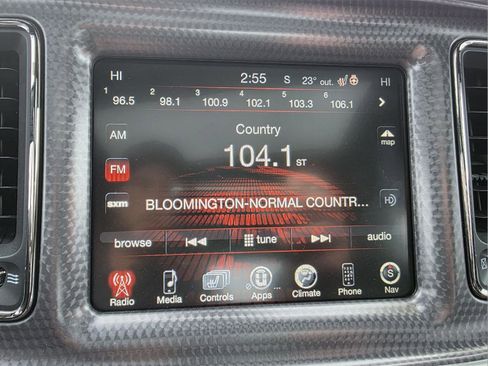 HI 2:55 S 23° out. HI
1 96.5 2 98.1 3 100.9 4 102.1 5 103.3 6 106.1
Country
AM
104.1 ST
map
FM
sxm
BLOOMINGTON-NORMAL COUNTR...
HD
browse tune audio
Radio Media Controls Apps Climate Phone Nav